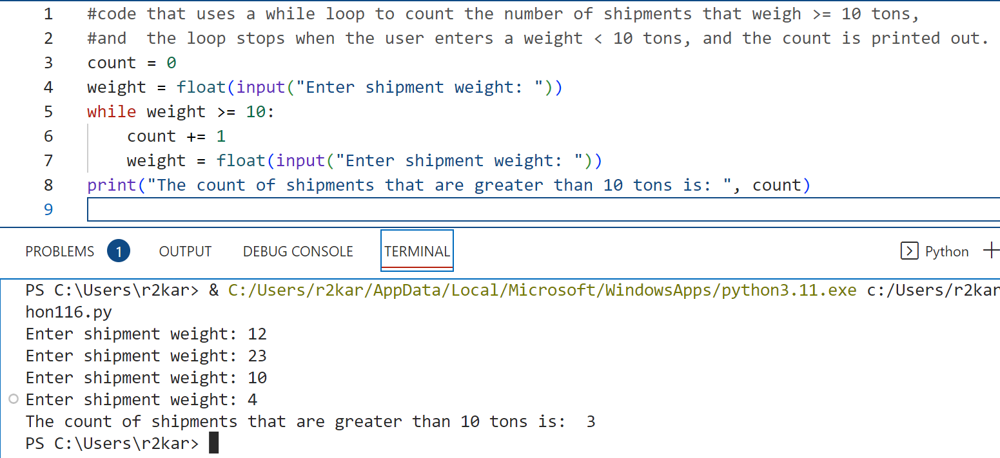 1 #code that uses a while loop to count the number of shipments that weigh >= 10 tons,
2 #and  the loop stops when the user enters a weight < 10 tons, and the count is printed out.
3 count = 0
4 weight = float(input("Enter shipment weight: "))
5 while weight >= 10:
6     count += 1
7     weight = float(input("Enter shipment weight: "))
8 print("The count of shipments that are greater than 10 tons is: ", count)
9
PROBLEMS 1 OUTPUT DEBUG CONSOLE TERMINAL Python
PS C:\Users\r2kar> & C:/Users/r2kar/AppData/Local/Microsoft/WindowsApps/python3.11.exe c:/Users/r2kar
hon116.py
Enter shipment weight: 12
Enter shipment weight: 23
Enter shipment weight: 10
Enter shipment weight: 4
The count of shipments that are greater than 10 tons is:  3
PS C:\Users\r2kar>